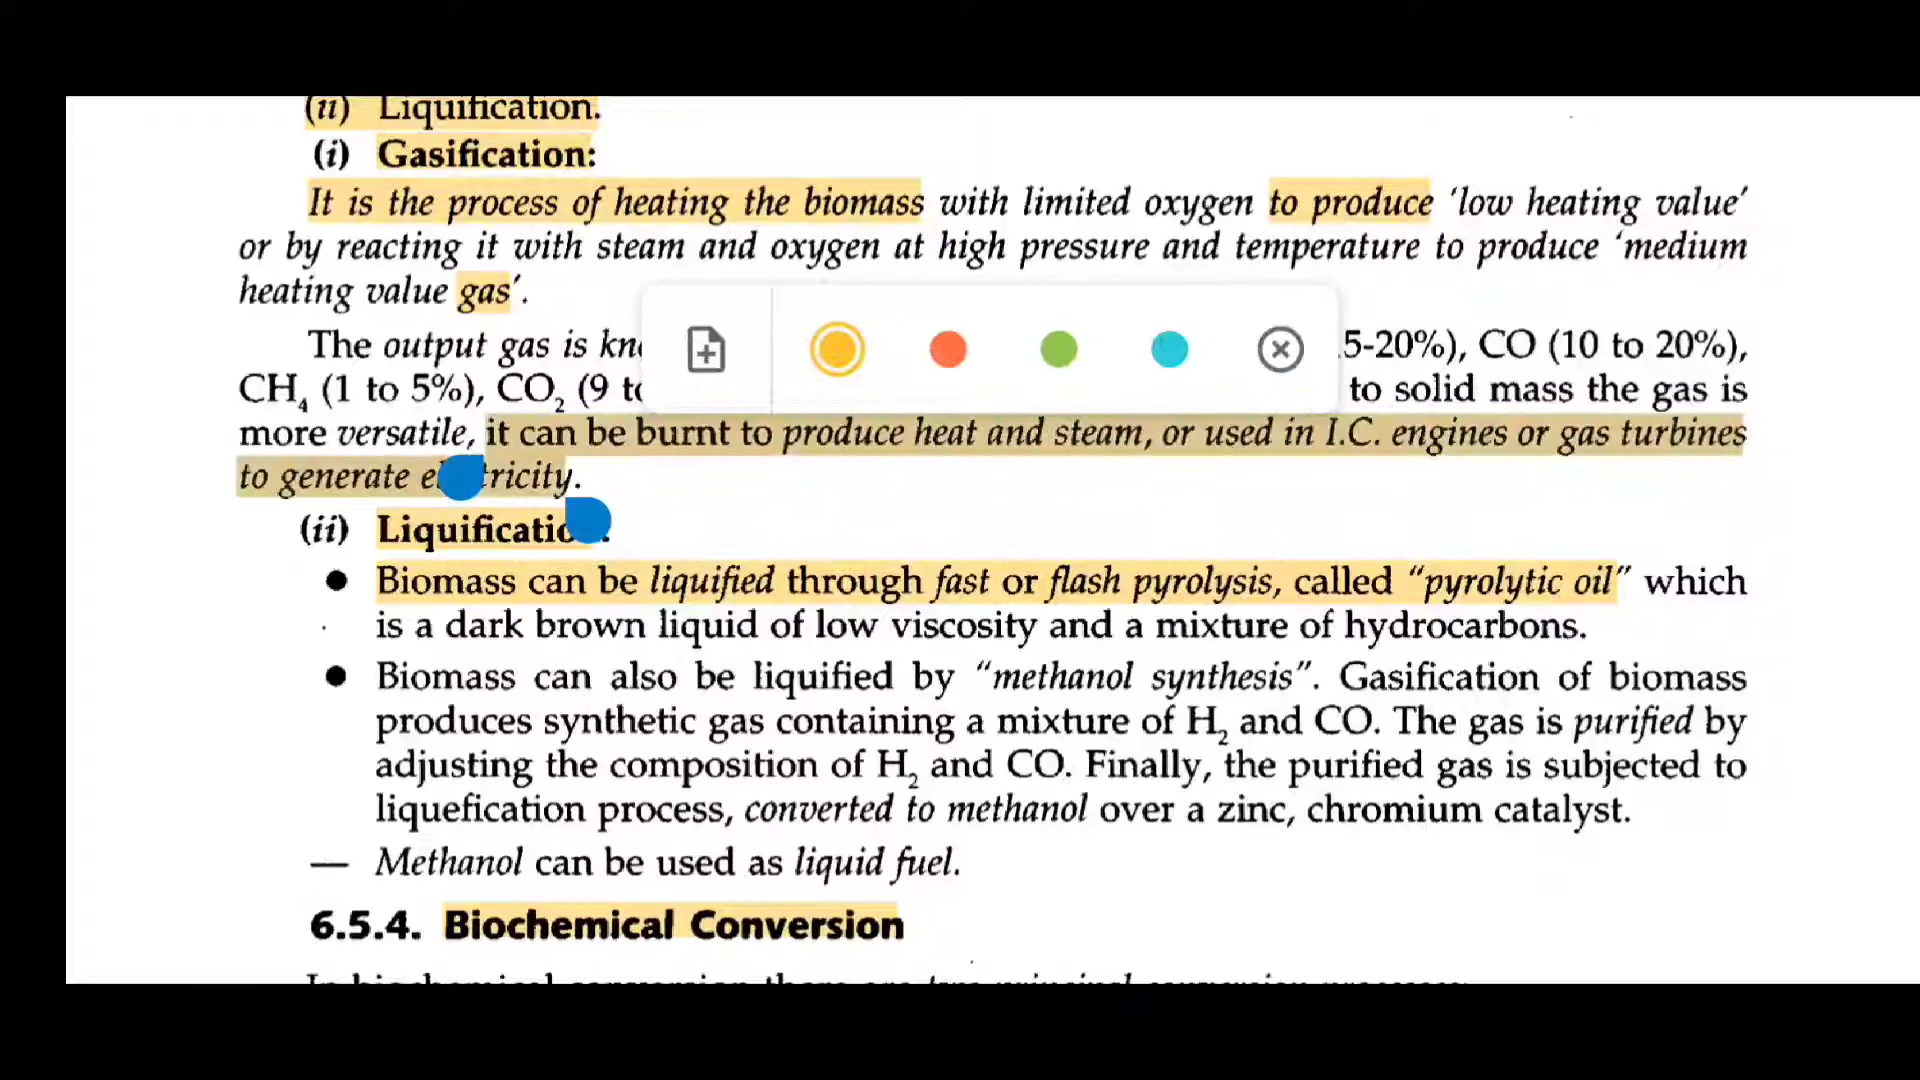 (ii) Liquification.
(i) Gasification:
It is the process of heating the biomass with limited oxygen to produce ‘low heating value’
or by reacting it with steam and oxygen at high pressure and temperature to produce ‘medium
heating value gas’.
The output gas is 5-20%), CO (10 to 20%),
CH₄ (1 to 5%), CO₂ (9 to solid mass the gas is
more versatile, it can be burnt to produce heat and steam, or used in I.C. engines or gas turbines
to generate
(ii)
● Biomass can be liquified through fast or flash pyrolysis, called “pyrolytic oil” which
is a dark brown liquid of low viscosity and a mixture of hydrocarbons.
● Biomass can also be liquified by “methanol synthesis”. Gasification of biomass
produces synthetic gas containing a mixture of H₂ and CO. The gas is purified by
adjusting the composition of H₂ and CO. Finally, the purified gas is subjected to
liquefication process, converted to methanol over a zinc, chromium catalyst.
— Methanol can be used as liquid fuel.
6.5.4. Biochemical Conversion